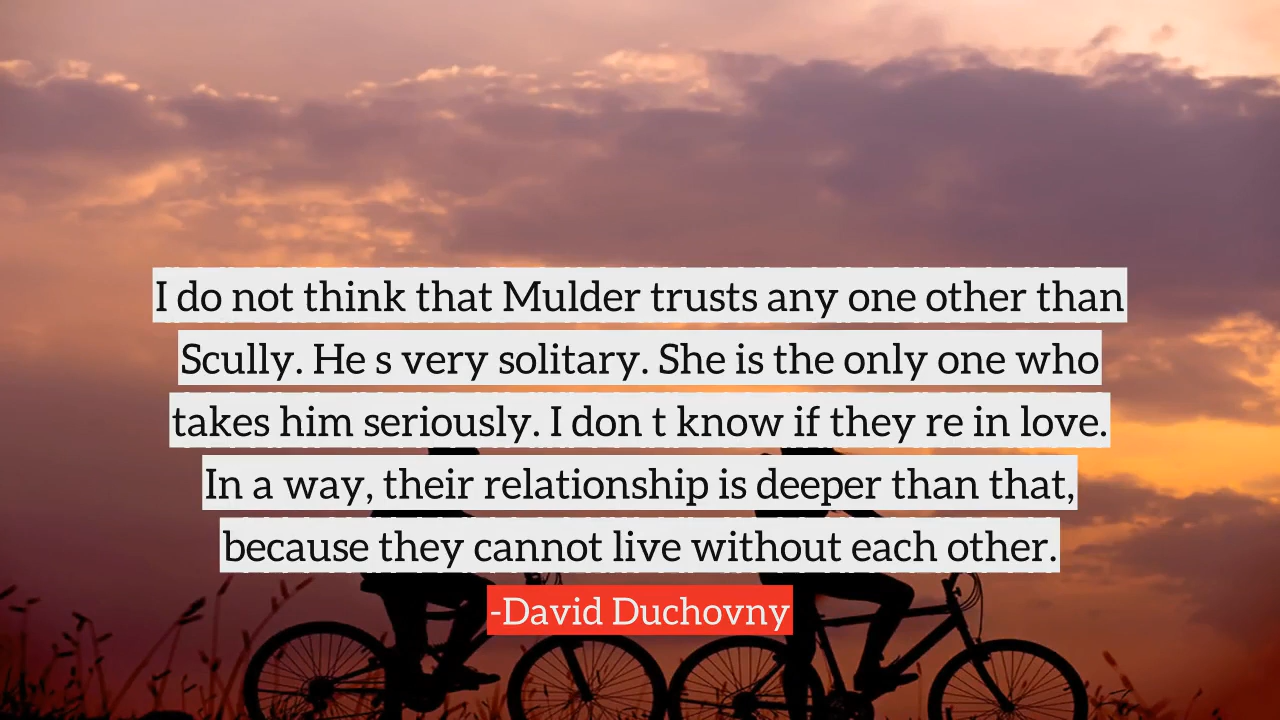 I do not think that Mulder trusts any one other than
Scully. He s very solitary. She is the only one who
takes him seriously. I don t know if they re in love.
In a way, their relationship is deeper than that,
because they cannot live without each other.
-David Duchovny